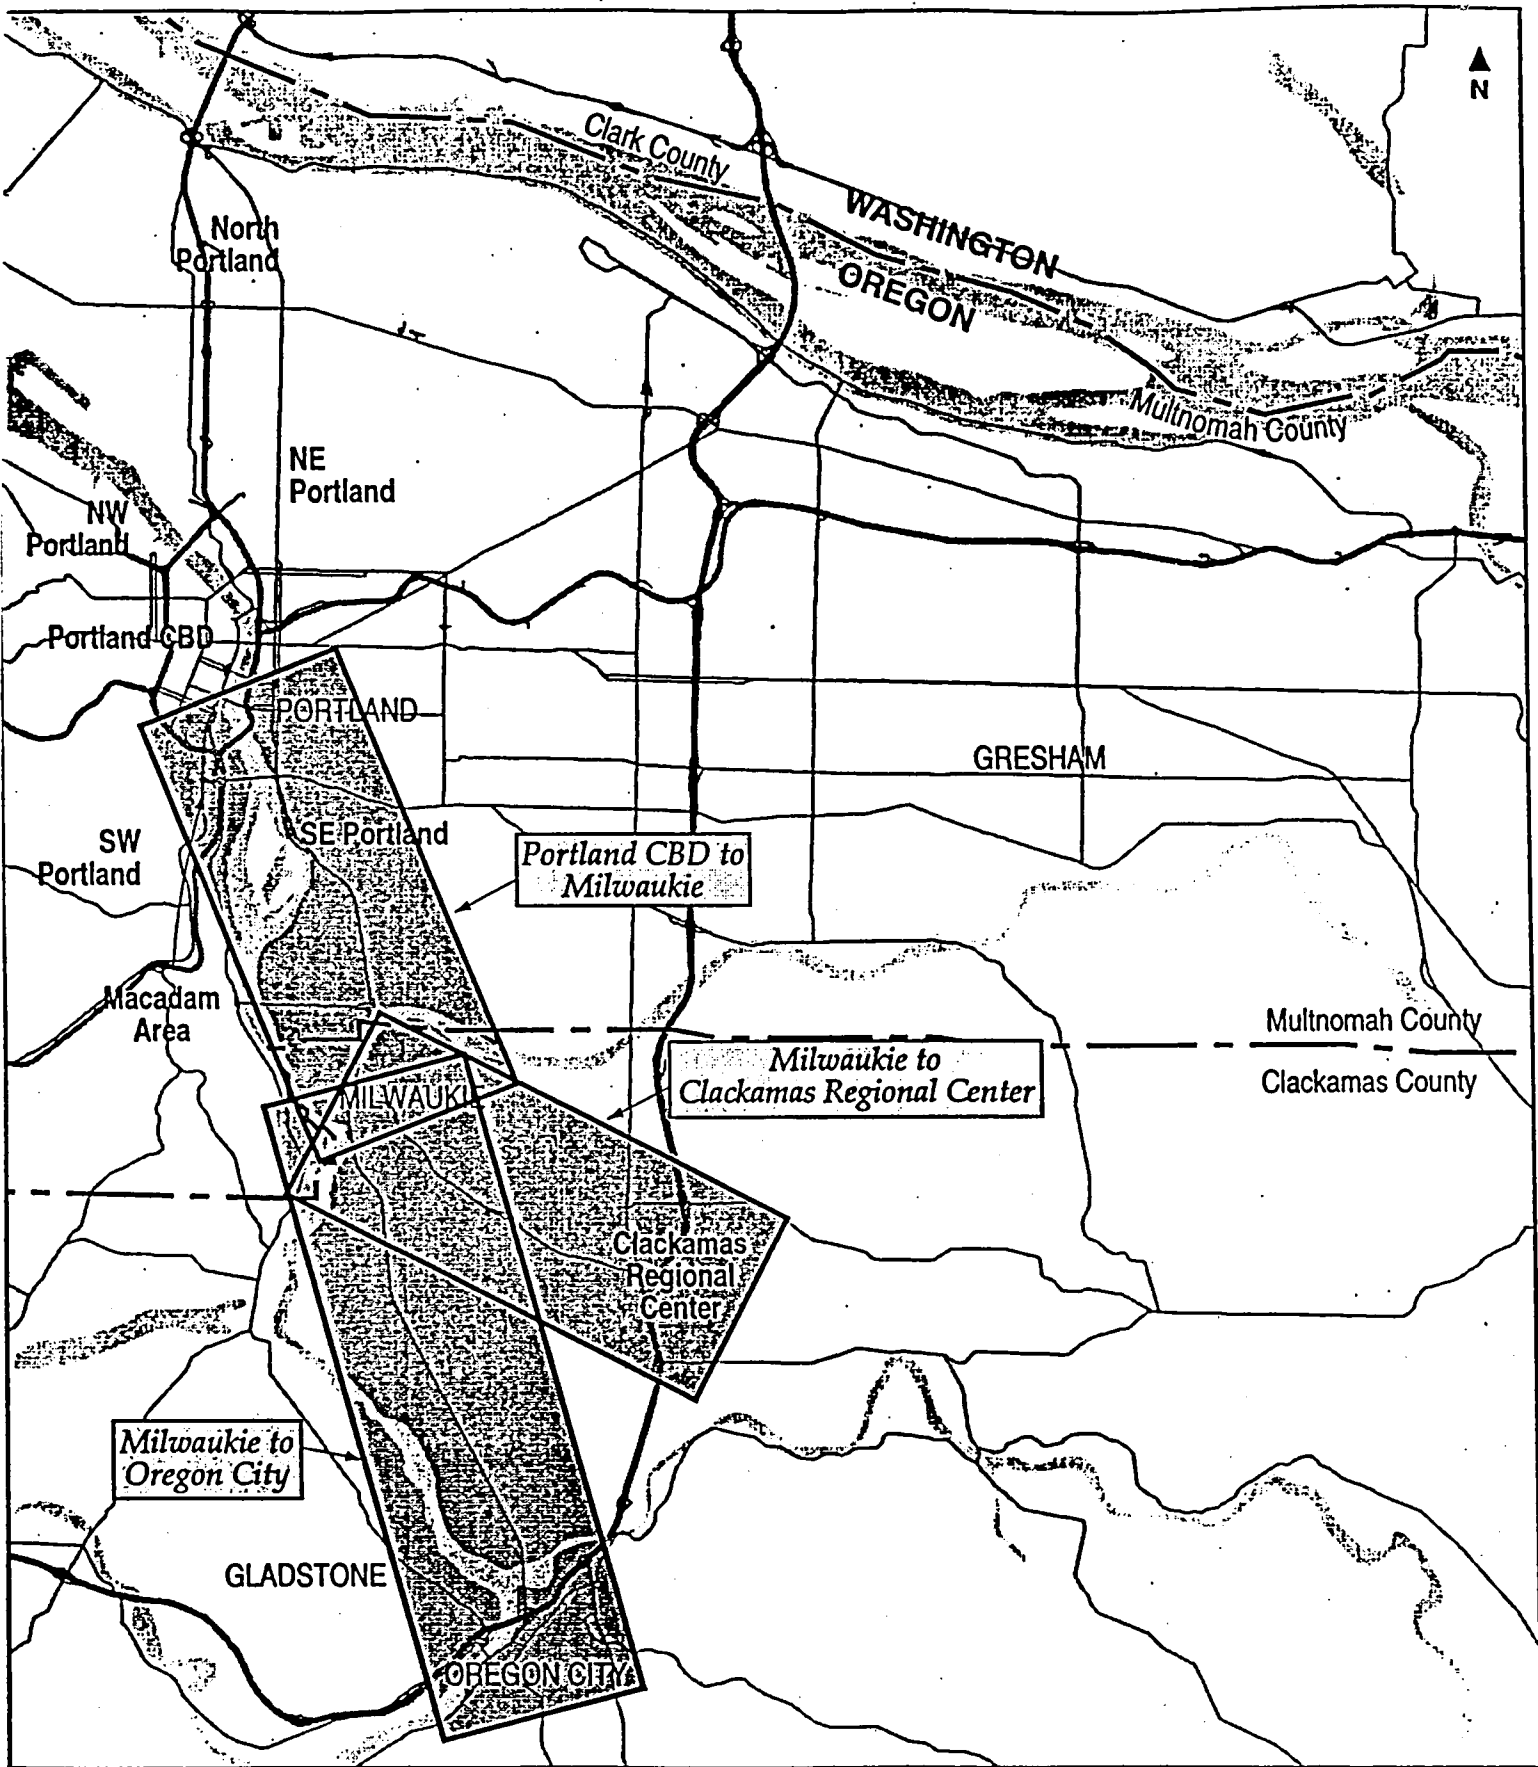 N
Clark County
WASHINGTON
OREGON
North
Portland
Multnomah County
NE
Portland
NW
Portland
Portland CBD
PORTLAND
GRESHAM
SE Portland
SW
Portland
Portland CBD to
Milwaukie
Macadam
Area
Multnomah County
Milwaukie to
Clackamas Regional Center
Clackamas County
MILWAUKIE
Clackamas
Regional
Center
Milwaukie to
Oregon City
GLADSTONE
OREGON CITY